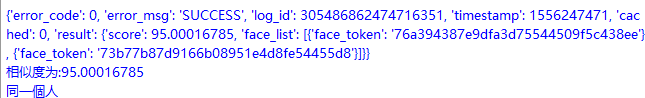 {'error_code': 0, 'error_msg': 'SUCCESS', 'log_id': 305486862474716351, 'timestamp': 1556247471, 'cac
hed': 0, 'result': {'score': 95.00016785, 'face_list': [{'face_token': '76a394387e9dfa3d75544509f5c438ee'}
, {'face_token': '73b77b87d9166b08951e4d8fe54455d8'}]}}
相似度为:95.00016785
同一個人